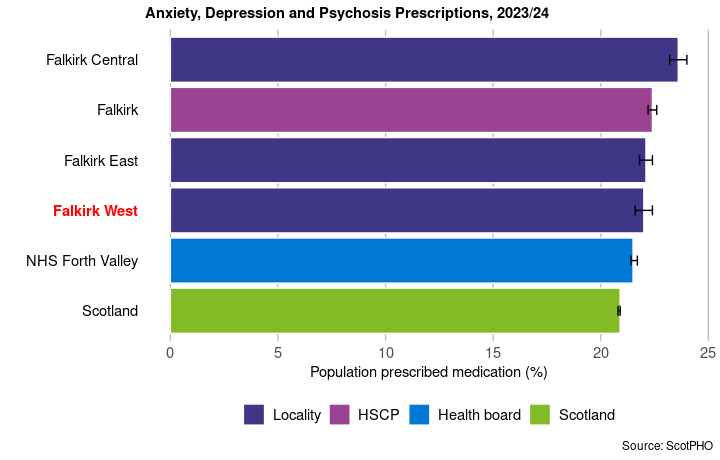 Anxiety, Depression and Psychosis Prescriptions, 2023/24
Falkirk Central
Falkirk
Falkirk East
Falkirk West
NHS Forth Valley
Scotland
0 5 10 15 20 25
Population prescribed medication (%)
Locality HSCP Health board Scotland
Source: ScotPHO